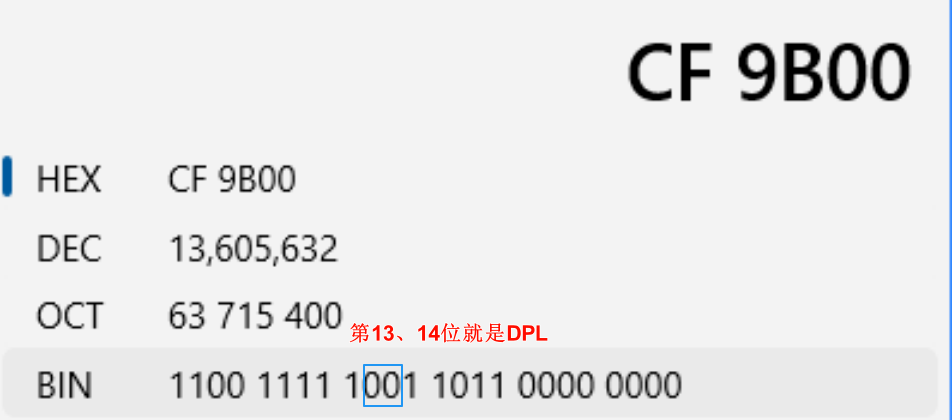 CF 9B00
HEX CF 9B00
DEC 13,605,632
OCT 63 715 400
第13、14位就是DPL
BIN 1100 1111 1001 1011 0000 0000